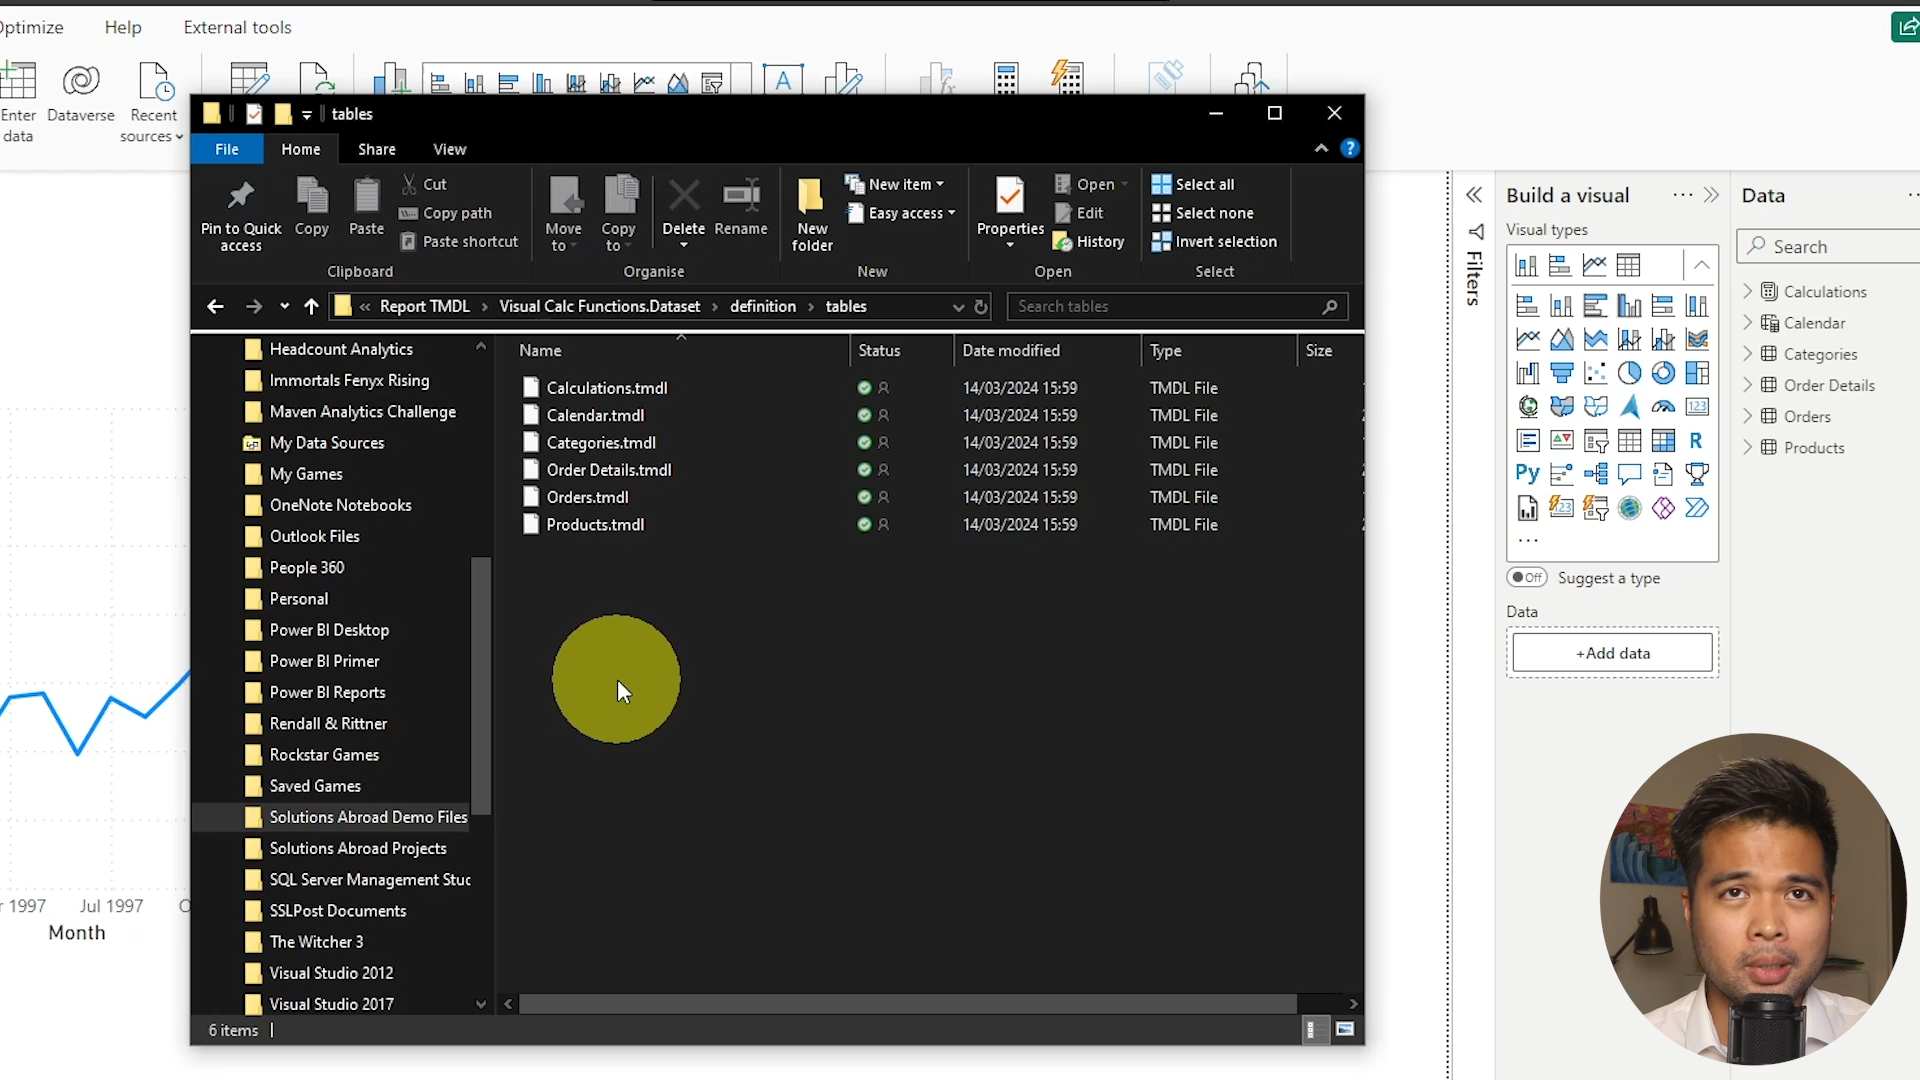 Optimize Help External tools
Enter data
Dataverse
Recent sources
tables
File Home Share View
Pin to Quick access
Copy
Paste
Cut
Copy path
Paste shortcut
Clipboard
Move to
Copy to
Delete
Rename
Organise
New folder
New item
Easy access
New
Properties
Open
Edit
History
Open
Select all
Select none
Invert selection
Select
« Report TMDL > Visual Calc Functions.Dataset > definition > tables
Search tables
Headcount Analytics
Immortals Fenyx Rising
Maven Analytics Challenge
My Data Sources
My Games
OneNote Notebooks
Outlook Files
People 360
Personal
Power BI Desktop
Power BI Primer
Power BI Reports
Rendall & Rittner
Rockstar Games
Saved Games
Solutions Abroad Demo Files
Solutions Abroad Projects
SQL Server Management Stuc
SSLPost Documents
The Witcher 3
Visual Studio 2012
Visual Studio 2017
Name Status Date modified Type Size
Calculations.tmdl 14/03/2024 15:59 TMDL File
Calendar.tmdl 14/03/2024 15:59 TMDL File
Categories.tmdl 14/03/2024 15:59 TMDL File
Order Details.tmdl 14/03/2024 15:59 TMDL File
Orders.tmdl 14/03/2024 15:59 TMDL File
Products.tmdl 14/03/2024 15:59 TMDL File
6 items
r 1997 Jul 1997 O
Month
Filters
Build a visual
Visual types
123
R
Py
123
Off Suggest a type
Data
+Add data
Data
Search
Calculations
Calendar
Categories
Order Details
Orders
Products